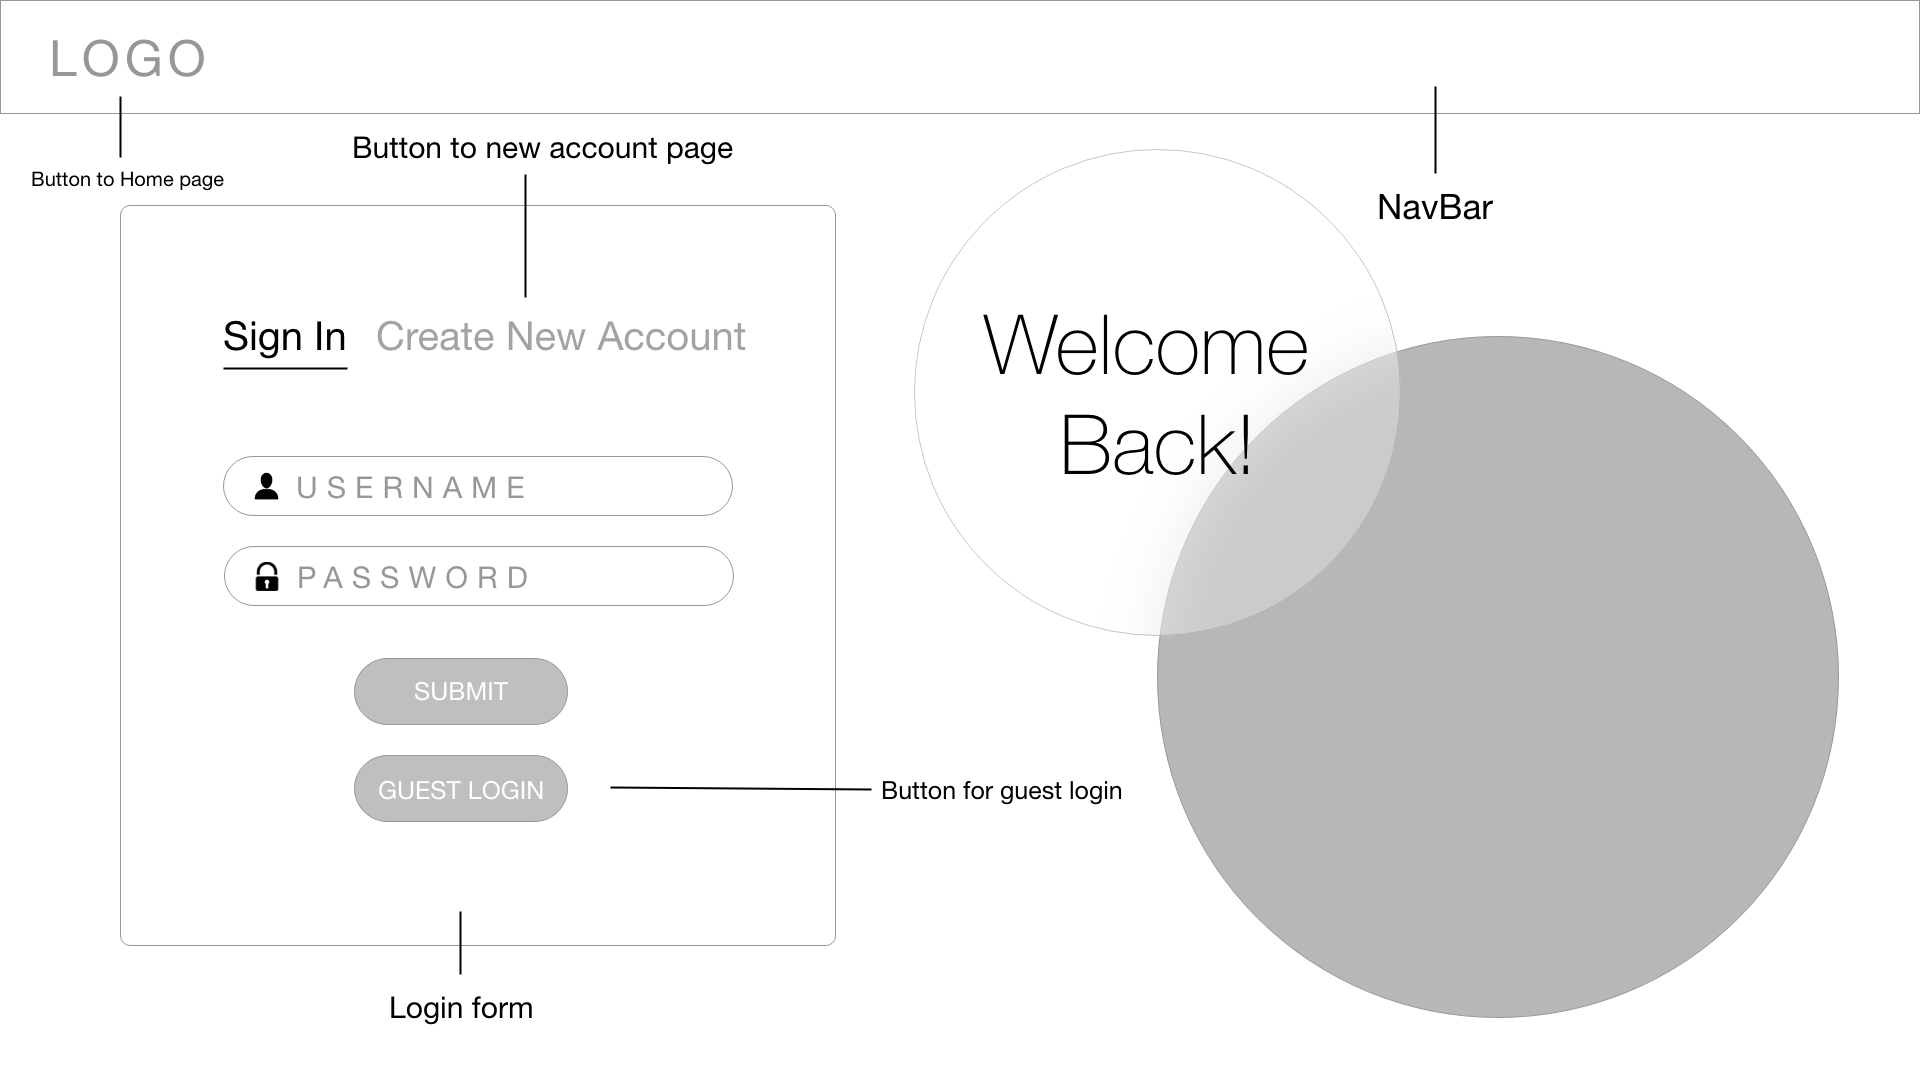 LOGO
Button to Home page
Button to new account page
NavBar
Sign In
Create New Account
Welcome
Back!
USERNAME
PASSWORD
SUBMIT
GUEST LOGIN
Button for guest login
Login form